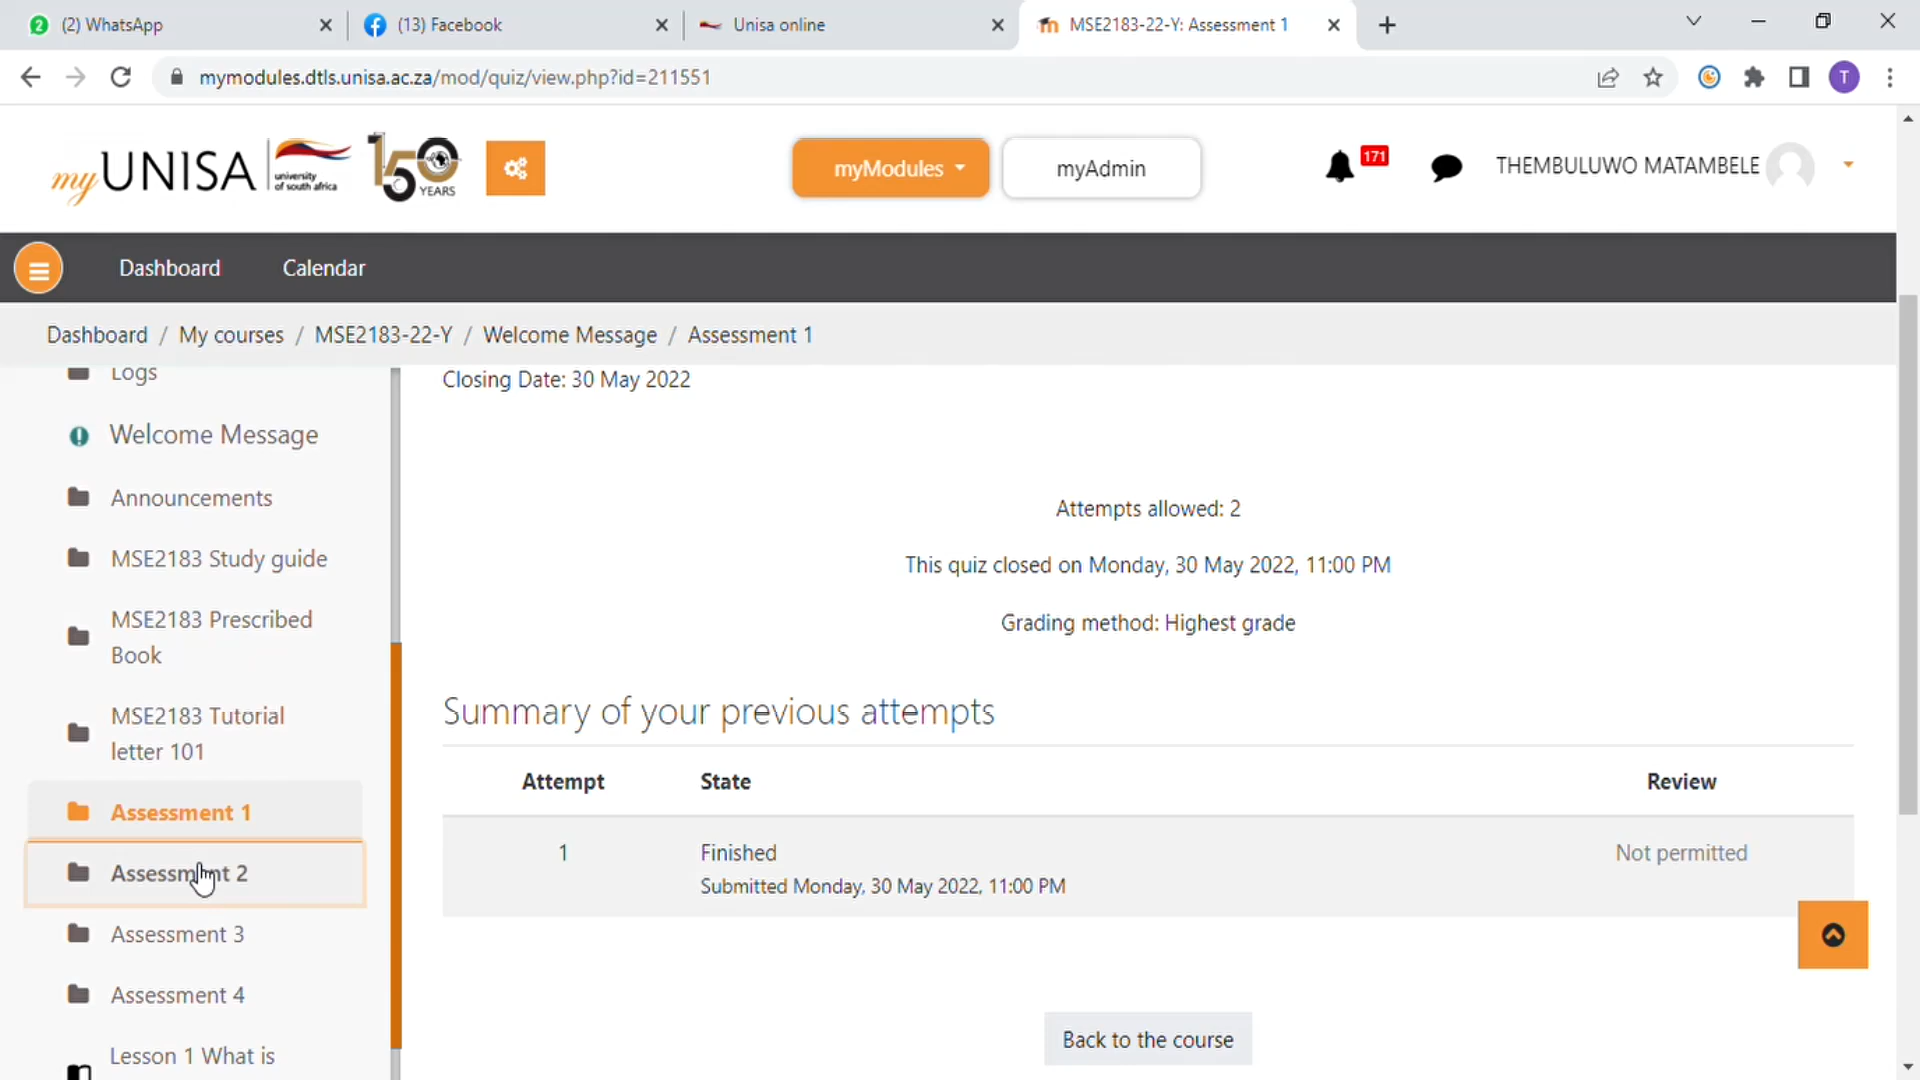 2 (2) WhatsApp
(13) Facebook
Unisa online
MSE2183-22-Y: Assessment 1
mymodules.dtls.unisa.ac.za/mod/quiz/view.php?id=211551
T
myUNISA university of south africa 150 YEARS
myModules
myAdmin
171
THEMBULUWO MATAMBELE
Dashboard
Calendar
Dashboard / My courses / MSE2183-22-Y / Welcome Message / Assessment 1
Logs
Welcome Message
Announcements
MSE2183 Study guide
MSE2183 Prescribed
Book
MSE2183 Tutorial
letter 101
Assessment 1
Assessment 2
Assessment 3
Assessment 4
Lesson 1 What is
Closing Date: 30 May 2022
Attempts allowed: 2
This quiz closed on Monday, 30 May 2022, 11:00 PM
Grading method: Highest grade
Summary of your previous attempts
Attempt State Review
1 Finished Not permitted
Submitted Monday, 30 May 2022, 11:00 PM
Back to the course